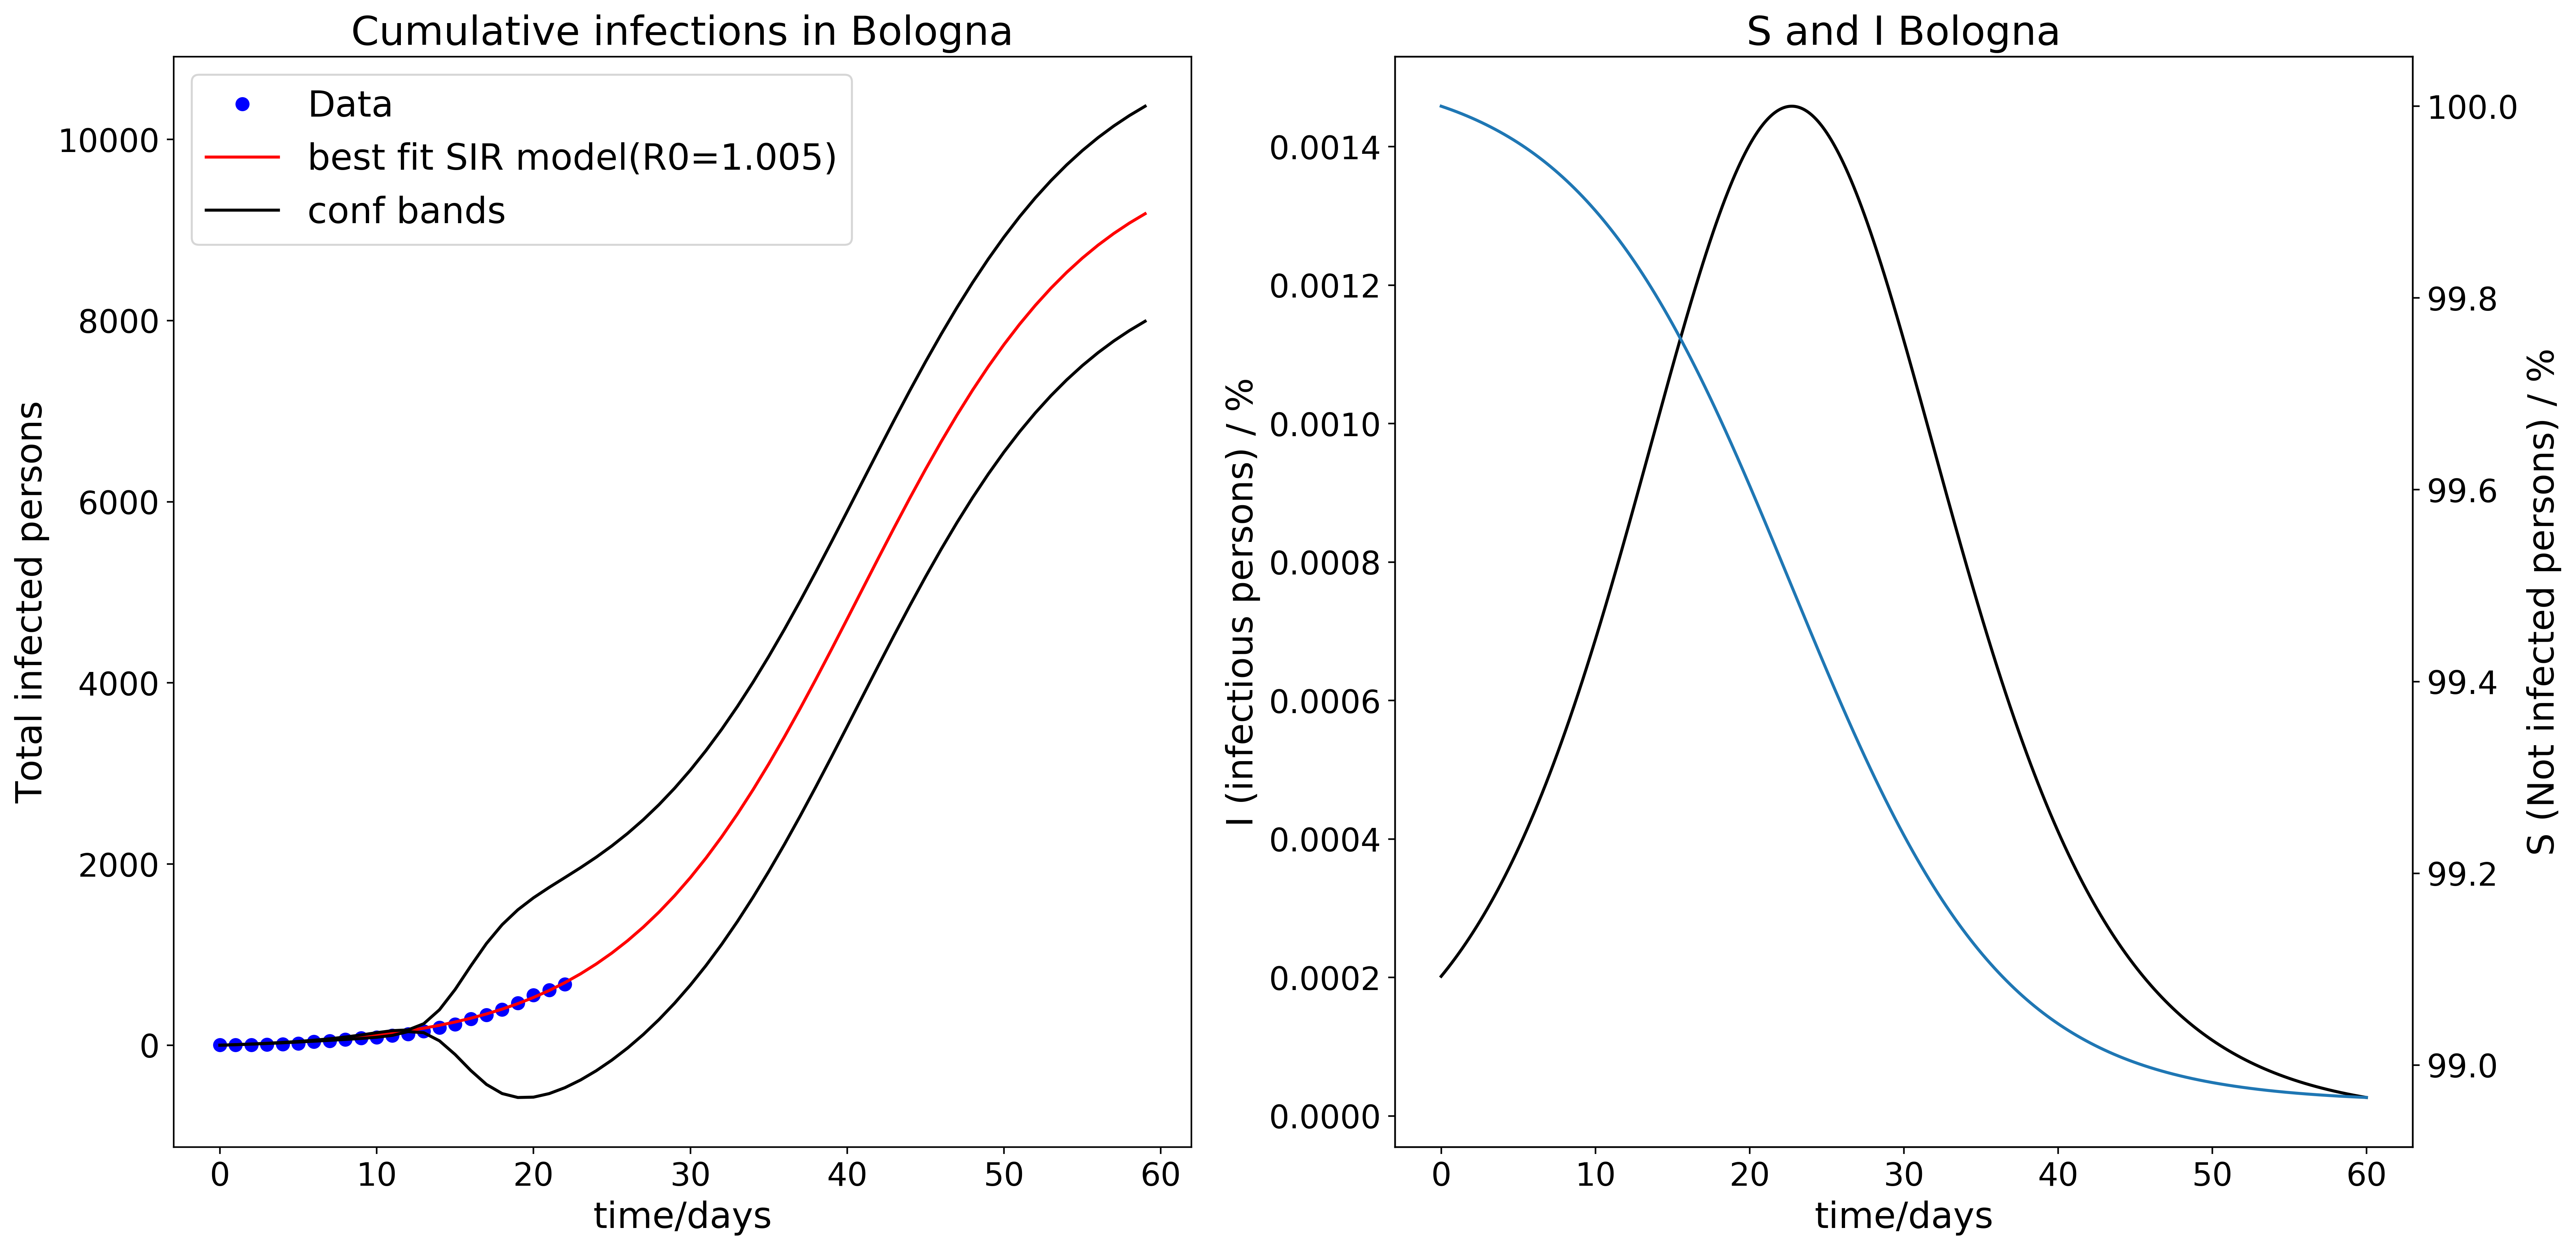 Cumulative infections in Bologna
Data
best fit SIR model(R0=1.005)
conf bands
Total infected persons
10000
8000
6000
4000
2000
0
0 10 20 30 40 50 60
time/days
S and I Bologna
I (infectious persons) / %
0.0014
0.0012
0.0010
0.0008
0.0006
0.0004
0.0002
0.0000
100.0
99.8
99.6
99.4
99.2
99.0
S (Not infected persons) / %
0 10 20 30 40 50 60
time/days